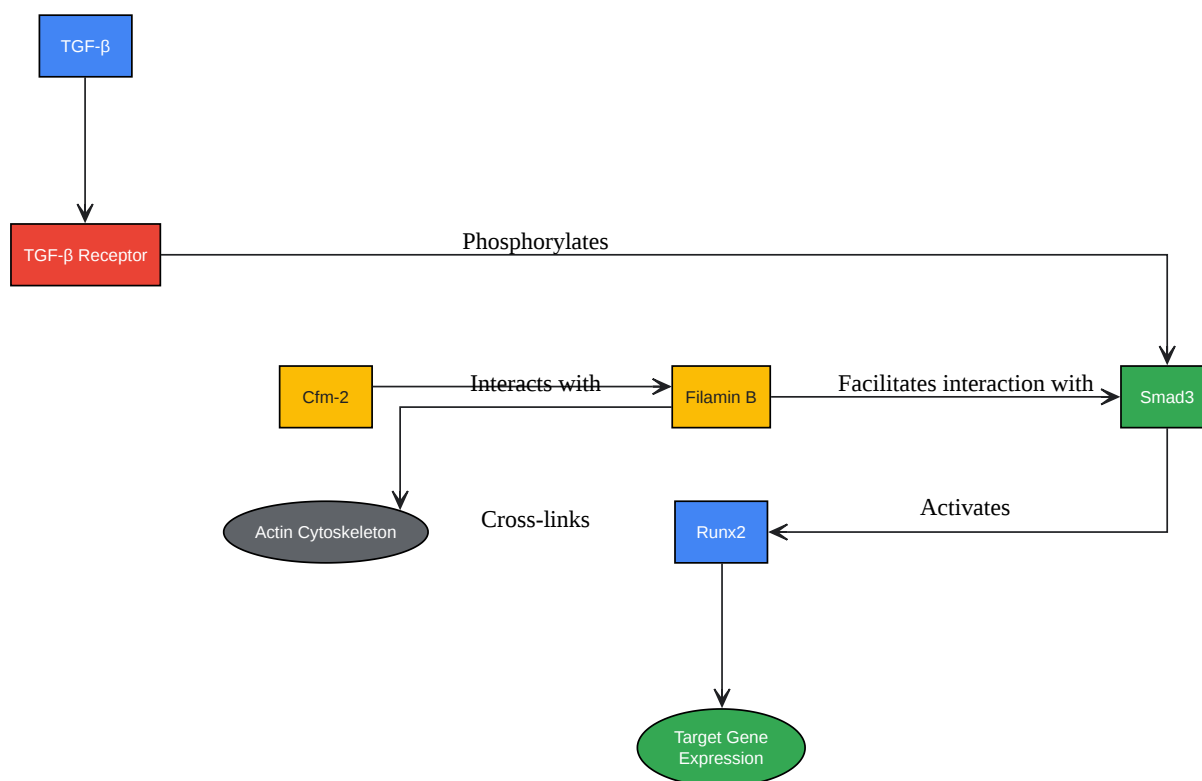 TGF-β
TGF-β Receptor
Phosphorylates
Cfm-2
Interacts with
Filamin B
Facilitates interaction with
Smad3
Actin Cytoskeleton
Cross-links
Runx2
Activates
Target Gene
Expression